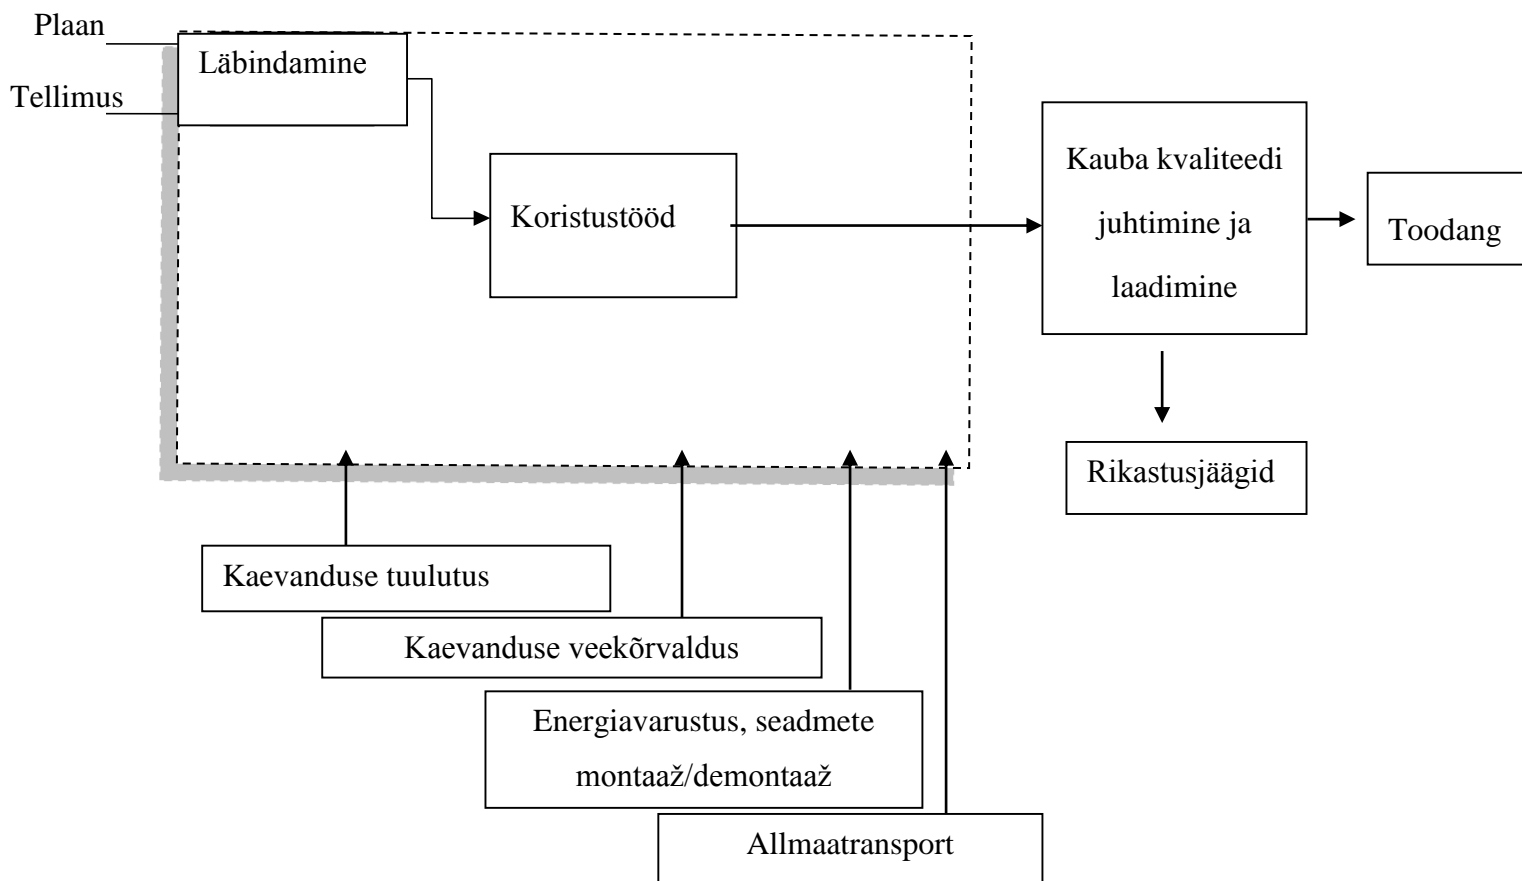 Plaan
Tellimus
Läbindamine
Koristustööd
Kauba kvaliteedi
juhtimine ja
laadimine
Toodang
Rikastusjäägid
Kaevanduse tuulutus
Kaevanduse veekõrvaldus
Energiavarustus, seadmete
montaaž/demontaaž
Allmaatransport